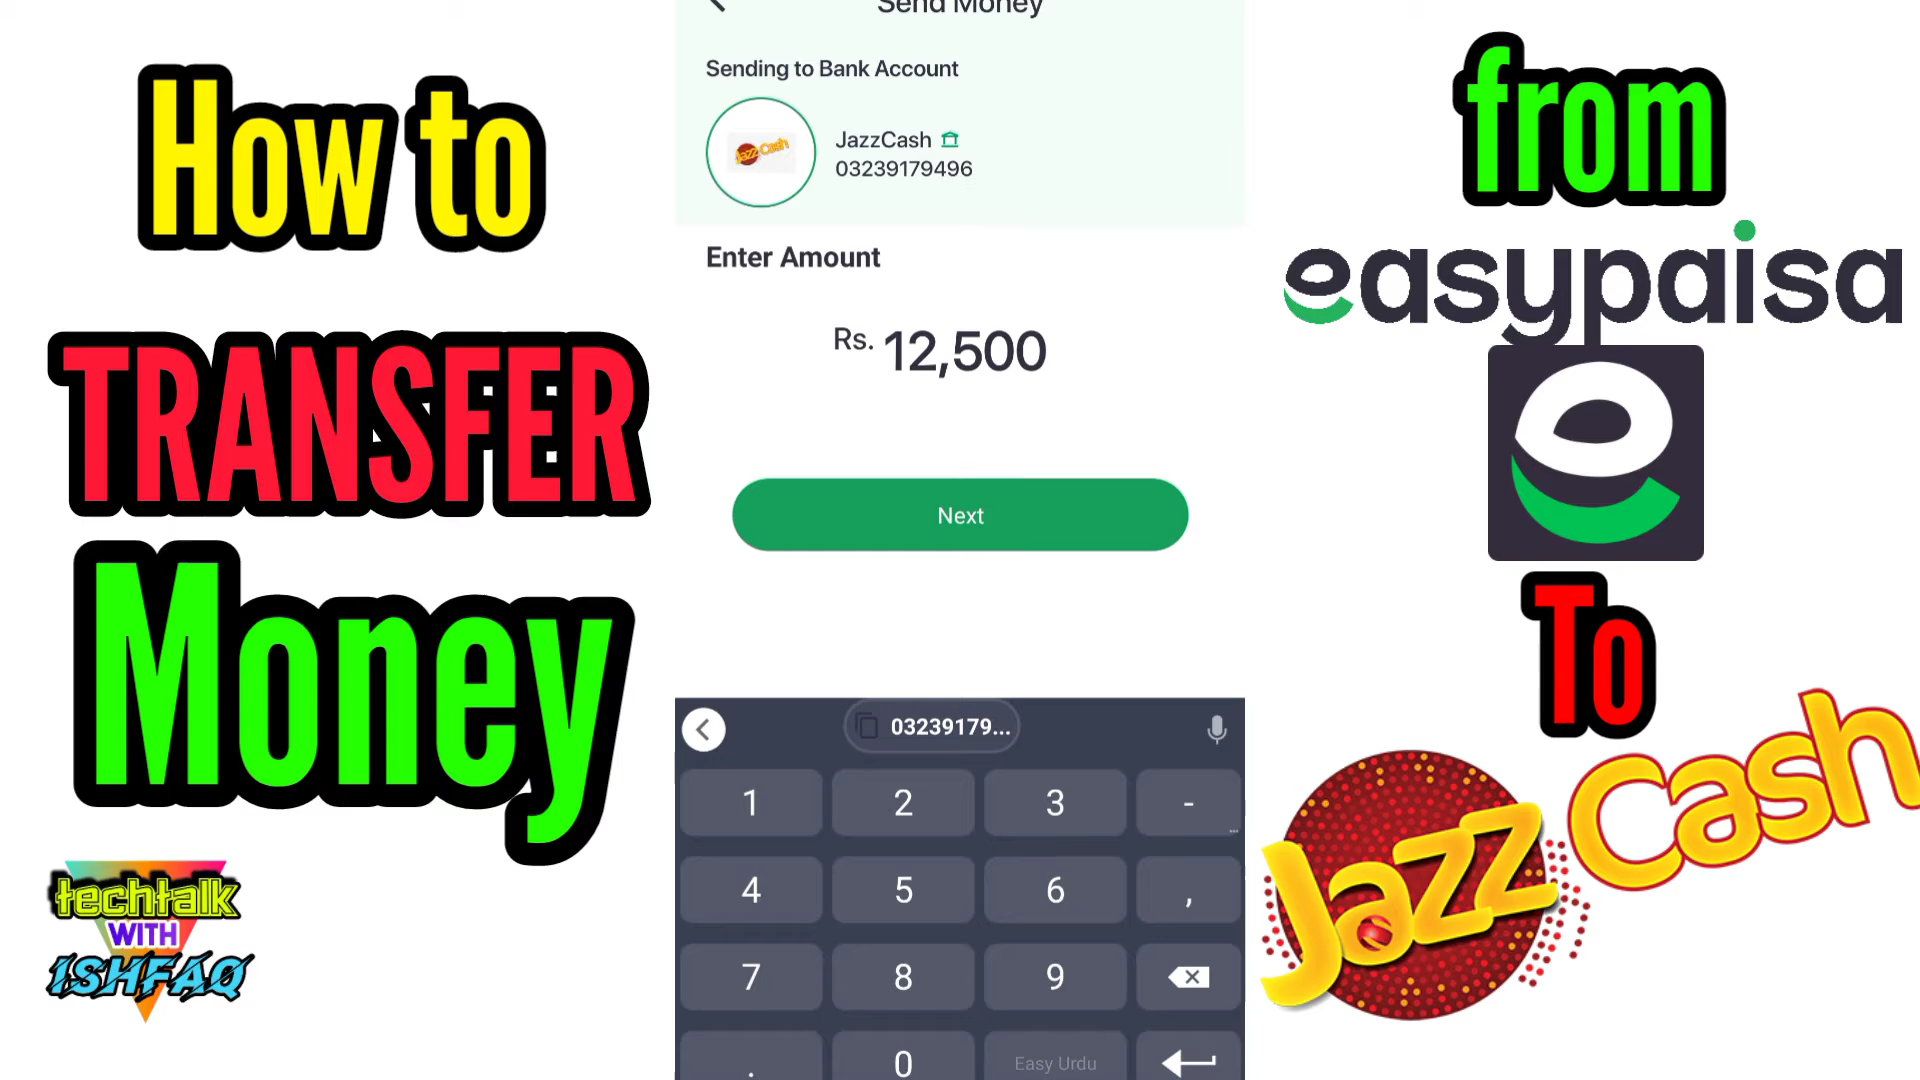 How to
TRANSFER
Money
techtalk
WITH
ISHFAQ
Send Money
Sending to Bank Account
Jazz Cash
JazzCash
03239179496
Enter Amount
Rs. 12,500
Next
03239179...
1 2 3 -
4 5 6 ,
7 8 9
. 0 Easy Urdu
from
easypaisa
e
To
Jazz Cash